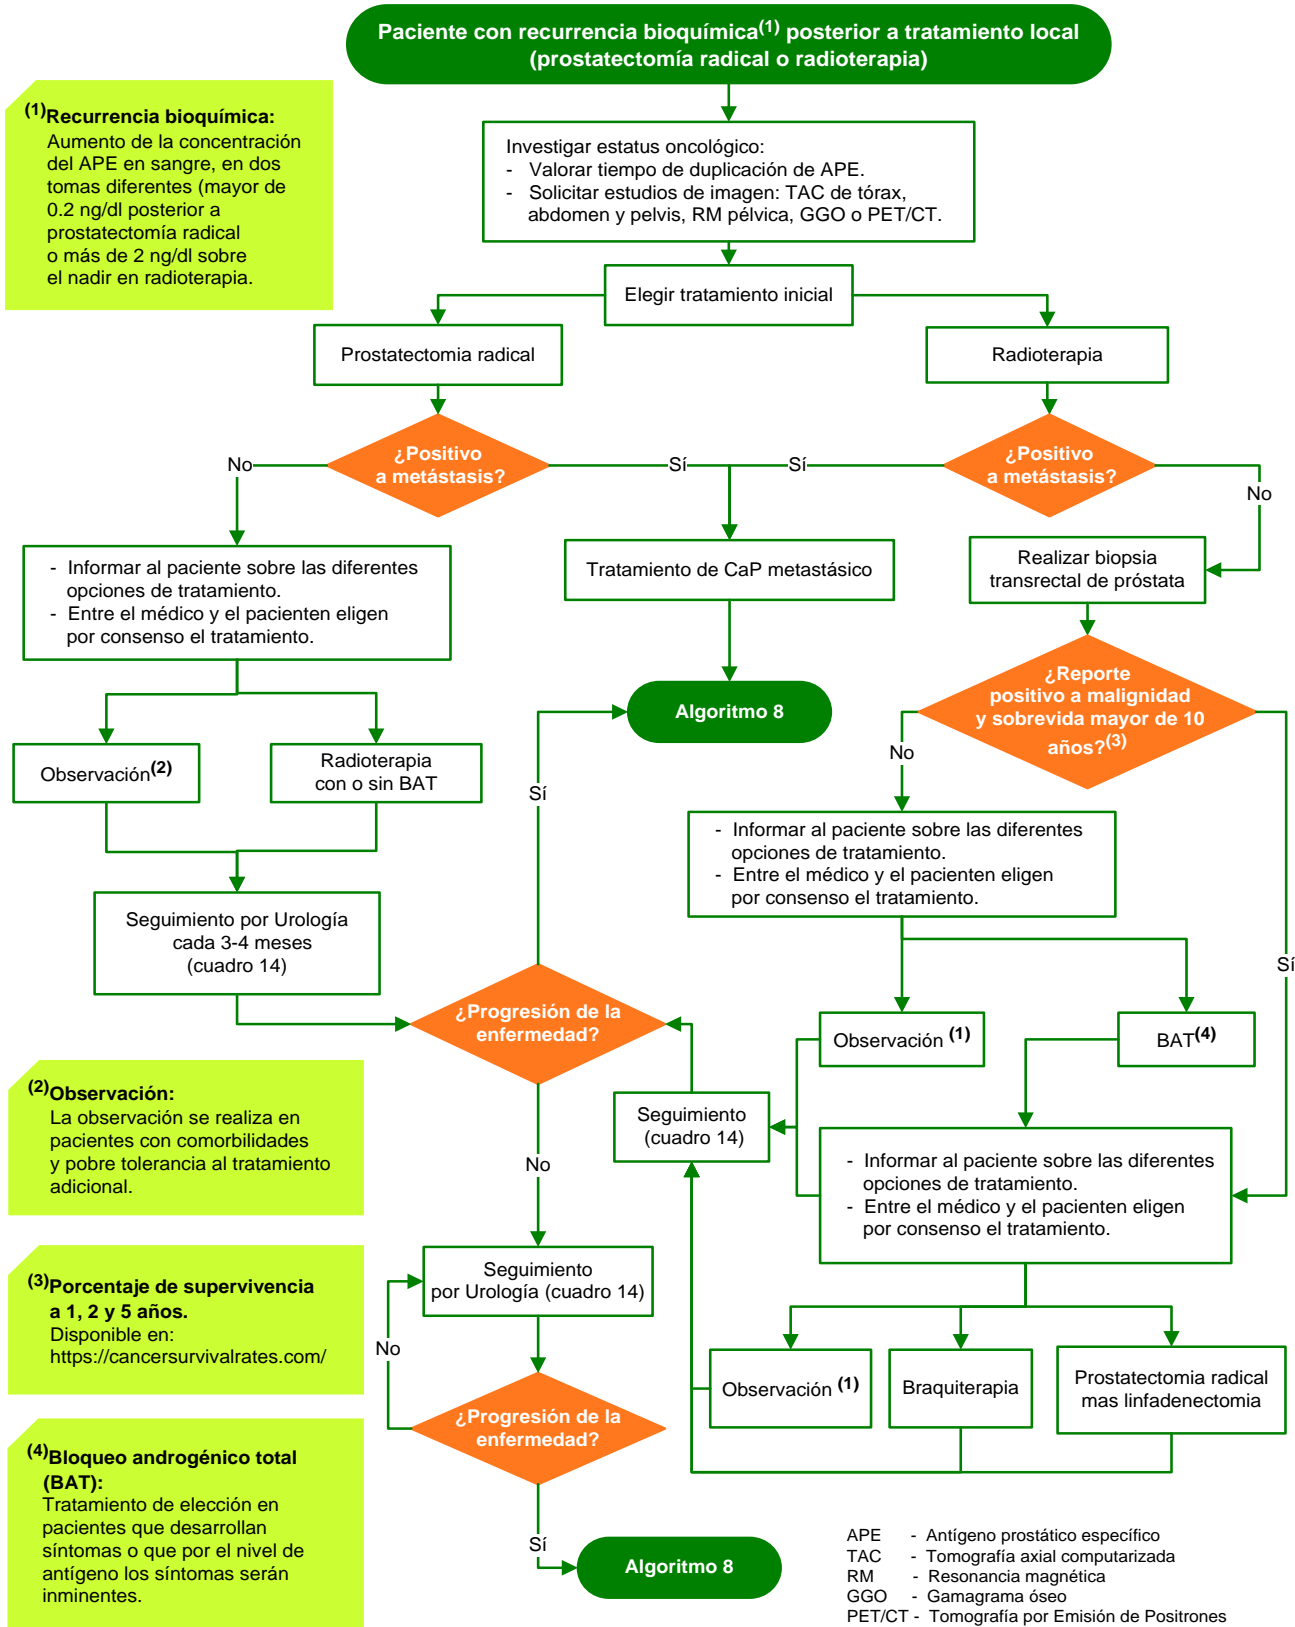 Paciente con recurrencia bioquímica(1) posterior a tratamiento local
(prostatectomía radical o radioterapia)
(1)Recurrencia bioquímica:
Aumento de la concentración
del APE en sangre, en dos
tomas diferentes (mayor de
0.2 ng/dl posterior a
prostatectomía radical
o más de 2 ng/dl sobre
el nadir en radioterapia.
Investigar estatus oncológico:
- Valorar tiempo de duplicación de APE.
- Solicitar estudios de imagen: TAC de tórax,
abdomen y pelvis, RM pélvica, GGO o PET/CT.
Elegir tratamiento inicial
Prostatectomia radical
Radioterapia
¿Positivo
a metástasis?
No
Sí
Sí
¿Positivo
a metástasis?
No
- Informar al paciente sobre las diferentes
opciones de tratamiento.
- Entre el médico y el pacienten eligen
por consenso el tratamiento.
Tratamiento de CaP metastásico
Realizar biopsia
transrectal de próstata
Algoritmo 8
¿Reporte
positivo a malignidad
y sobrevida mayor de 10
años?(3)
No
Sí
Observación(2)
Radioterapia
con o sin BAT
Sí
- Informar al paciente sobre las diferentes
opciones de tratamiento.
- Entre el médico y el pacienten eligen
por consenso el tratamiento.
Seguimiento por Urología
cada 3-4 meses
(cuadro 14)
¿Progresión de la
enfermedad?
Observación (1)
BAT(4)
(2)Observación:
La observación se realiza en
pacientes con comorbilidades
y pobre tolerancia al tratamiento
adicional.
Seguimiento
(cuadro 14)
No
- Informar al paciente sobre las diferentes
opciones de tratamiento.
- Entre el médico y el pacienten eligen
por consenso el tratamiento.
(3)Porcentaje de supervivencia
a 1, 2 y 5 años.
Disponible en:
https://cancersurvivalrates.com/
Seguimiento
por Urología (cuadro 14)
No
Observación (1)
Braquiterapia
Prostatectomia radical
mas linfadenectomia
¿Progresión de la
enfermedad?
(4)Bloqueo androgénico total
(BAT):
Tratamiento de elección en
pacientes que desarrollan
síntomas o que por el nivel de
antígeno los síntomas serán
inminentes.
Sí
Algoritmo 8
APE - Antígeno prostático específico
TAC - Tomografía axial computarizada
RM - Resonancia magnética
GGO - Gamagrama óseo
PET/CT - Tomografía por Emisión de Positrones